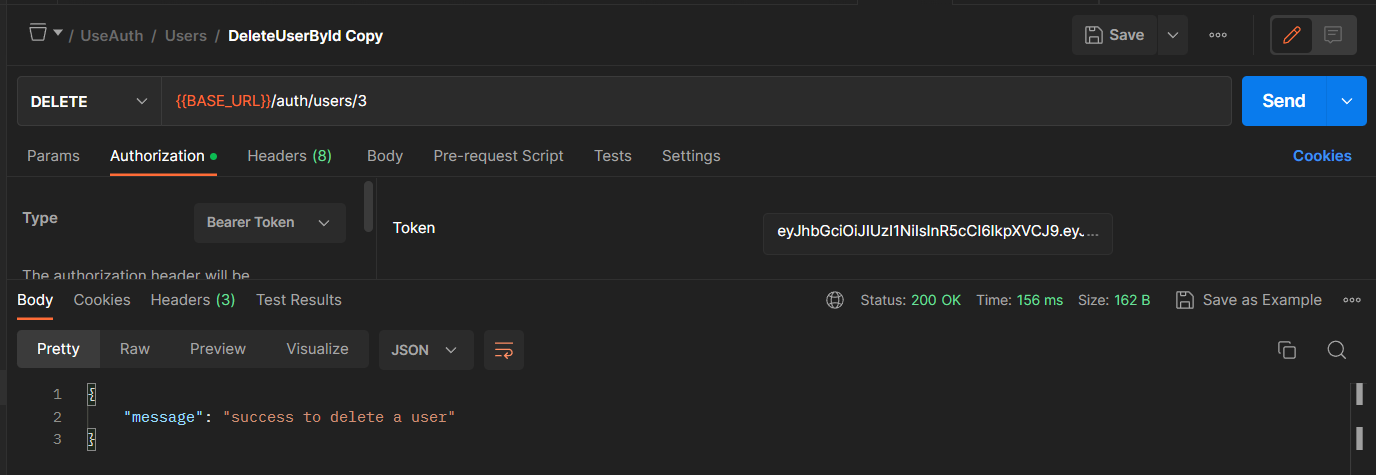 / UseAuth / Users / DeleteUserById Copy
Save
DELETE
{{BASE_URL}}/auth/users/3
Send
Params Authorization Headers (8) Body Pre-request Script Tests Settings
Cookies
Type
Bearer Token
Token
eyJhbGciOiJIUzI1NiIsInR5cCI6IkpXVCJ9.eyJ...
The authorization header will be
Body Cookies Headers (3) Test Results
Status: 200 OK Time: 156 ms Size: 162 B
Save as Example
Pretty Raw Preview Visualize JSON
1 {
2 "message": "success to delete a user"
3 }